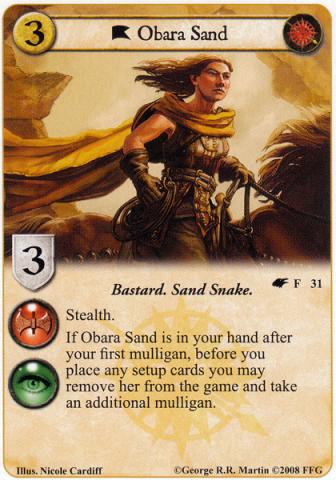 3
Obara Sand
3
Bastard. Sand Snake.
F 31
Stealth.
If Obara Sand is in your hand after
your first mulligan, before you
place any setup cards you may
remove her from the game and take
an additional mulligan.
Illus. Nicole Cardiff
©George R.R. Martin ©2008 FFG